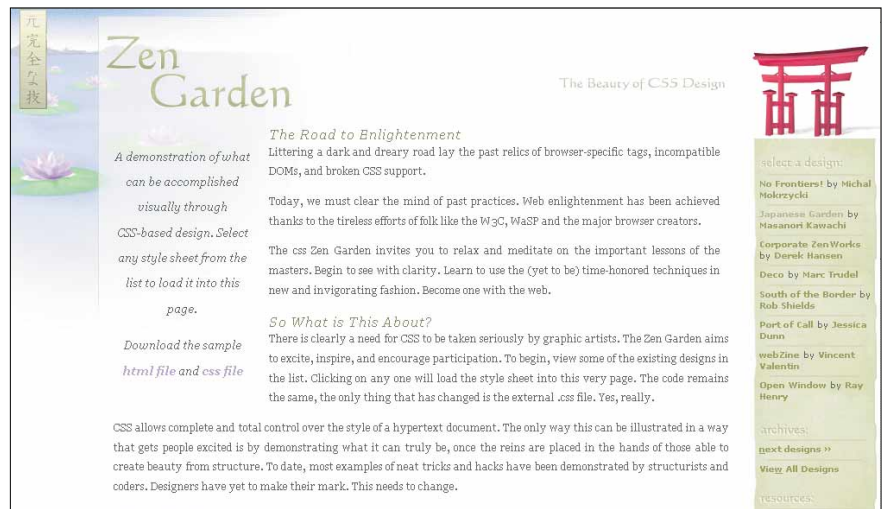 元
完
全
な
技
Zen
Garden
The Beauty of CSS Design
A demonstration of what
can be accomplished
visually through
CSS-based design. Select
any style sheet from the
list to load it into this
page.
Download the sample
html file and css file
The Road to Enlightenment
Littering a dark and dreary road lay the past relics of browser-specific tags, incompatible
DOMs, and broken CSS support.
Today, we must clear the mind of past practices. Web enlightenment has been achieved
thanks to the tireless efforts of folk like the W3C, WaSP and the major browser creators.
The css Zen Garden invites you to relax and meditate on the important lessons of the
masters. Begin to see with clarity. Learn to use the (yet to be) time-honored techniques in
new and invigorating fashion. Become one with the web.
So What is This About?
There is clearly a need for CSS to be taken seriously by graphic artists. The Zen Garden aims
to excite, inspire, and encourage participation. To begin, view some of the existing designs in
the list. Clicking on any one will load the style sheet into this very page. The code remains
the same, the only thing that has changed is the external .css file. Yes, really.
CSS allows complete and total control over the style of a hypertext document. The only way this can be illustrated in a way
that gets people excited is by demonstrating what it can truly be, once the reins are placed in the hands of those able to
create beauty from structure. To date, most examples of neat tricks and hacks have been demonstrated by structurists and
coders. Designers have yet to make their mark. This needs to change.
select a design:
No Frontiers! by Michal
Mokrzycki
Japanese Garden by
Masanori Kawachi
Corporate ZenWorks
by Derek Hansen
Deco by Marc Trudel
South of the Border by
Rob Shields
Port of Call by Jessica
Dunn
webZine by Vincent
Valentin
Open Window by Ray
Henry
archives:
next designs »
View All Designs
resources: